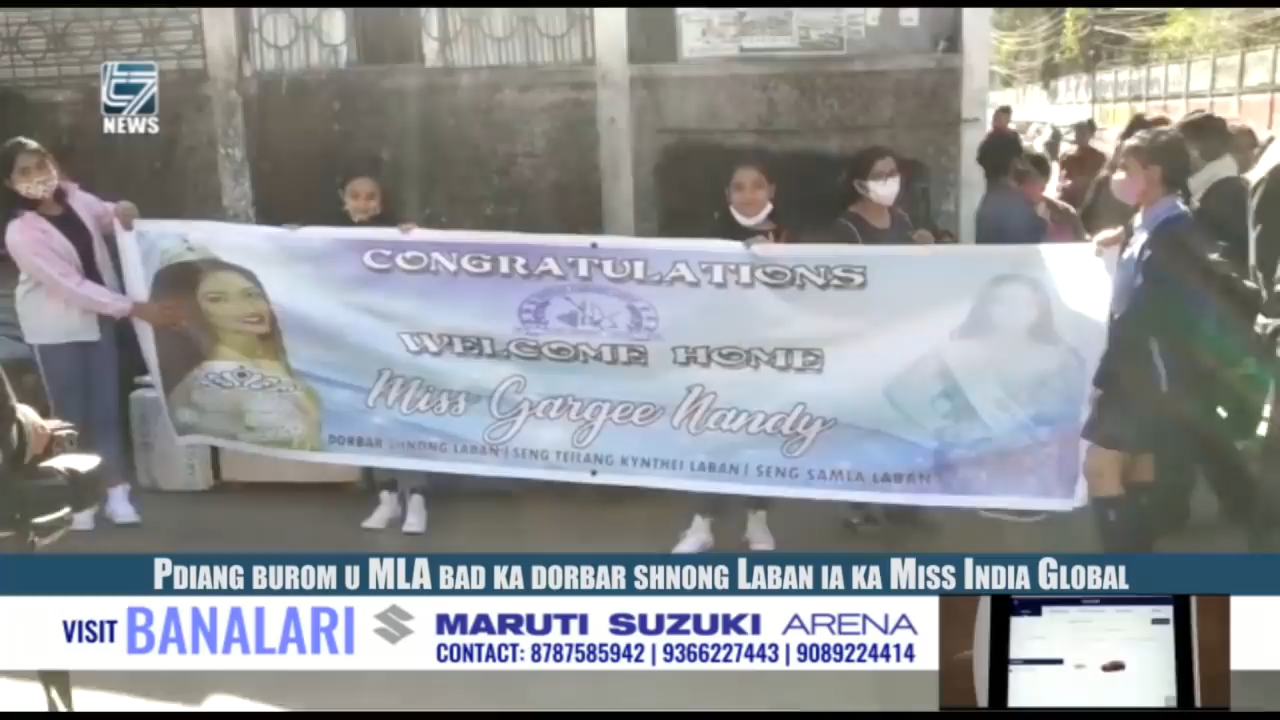 T7
NEWS
CONGRATULATIONS
WELCOME HOME
Miss Gargee Nandy
DORBAR SHNONG LABAN | SENG TEILANG KYNTHEI LABAN | SENG SAMLA LABAN
PDIANG BUROM U MLA BAD KA DORBAR SHNONG LABAN IA KA MISS INDIA GLOBAL
VISIT BANALARI MARUTI SUZUKI ARENA
CONTACT: 8787585942 | 9366227443 | 9089224414